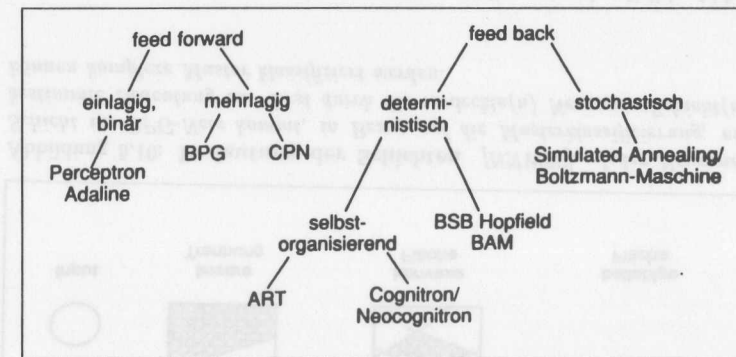 feed forward
feed back
einlagig,
binär
mehrlagig
determi-
nistisch
stochastisch
Perceptron
Adaline
BPG
CPN
Simulated Annealing/
Boltzmann-Maschine
selbst-
organisierend
BSB Hopfield
BAM
ART
Cognitron/
Neocognitron